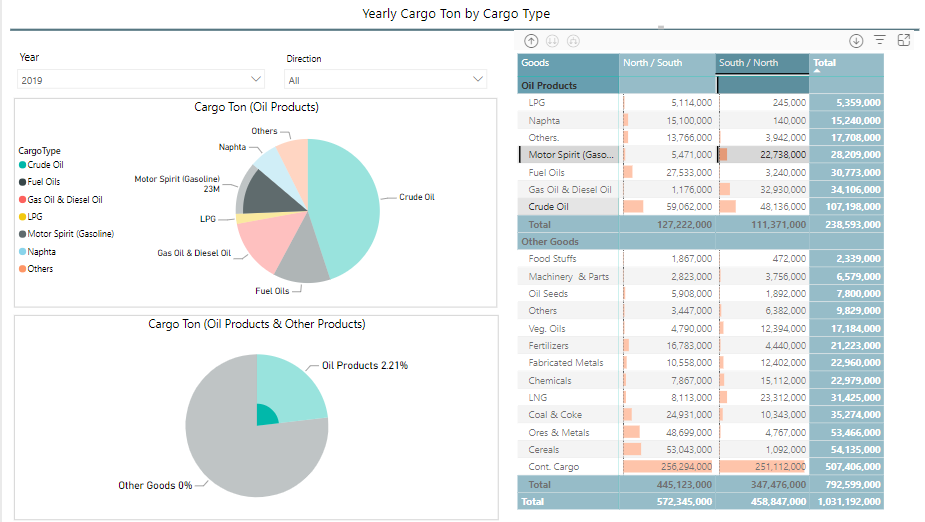 Yearly Cargo Ton by Cargo Type
Year
Direction
2019
All
Cargo Ton (Oil Products)
CargoType
Crude Oil
Fuel Oils
Gas Oil & Diesel Oil
LPG
Motor Spirit (Gasoline)
Naphta
Others
Others
Naphta
Motor Spirit (Gasoline)
23M
LPG
Gas Oil & Diesel Oil
Fuel Oils
Crude Oil
Cargo Ton (Oil Products & Other Products)
Oil Products 2.21%
Other Goods 0%
Goods North / South South / North Total
Oil Products
LPG 5,114,000 245,000 5,359,000
Naphta 15,100,000 140,000 15,240,000
Others. 13,766,000 3,942,000 17,708,000
Motor Spirit (Gaso... 5,471,000 22,738,000 28,209,000
Fuel Oils 27,533,000 3,240,000 30,773,000
Gas Oil & Diesel Oil 1,176,000 32,930,000 34,106,000
Crude Oil 59,062,000 48,136,000 107,198,000
Total 127,222,000 111,371,000 238,593,000
Other Goods
Food Stuffs 1,867,000 472,000 2,339,000
Machinery & Parts 2,823,000 3,756,000 6,579,000
Oil Seeds 5,908,000 1,892,000 7,800,000
Others 3,447,000 6,382,000 9,829,000
Veg. Oils 4,790,000 12,394,000 17,184,000
Fertilizers 16,783,000 4,440,000 21,223,000
Fabricated Metals 10,558,000 12,402,000 22,960,000
Chemicals 7,867,000 15,112,000 22,979,000
LNG 8,113,000 23,312,000 31,425,000
Coal & Coke 24,931,000 10,343,000 35,274,000
Ores & Metals 48,699,000 4,767,000 53,466,000
Cereals 53,043,000 1,092,000 54,135,000
Cont. Cargo 256,294,000 251,112,000 507,406,000
Total 445,123,000 347,476,000 792,599,000
Total 572,345,000 458,847,000 1,031,192,000